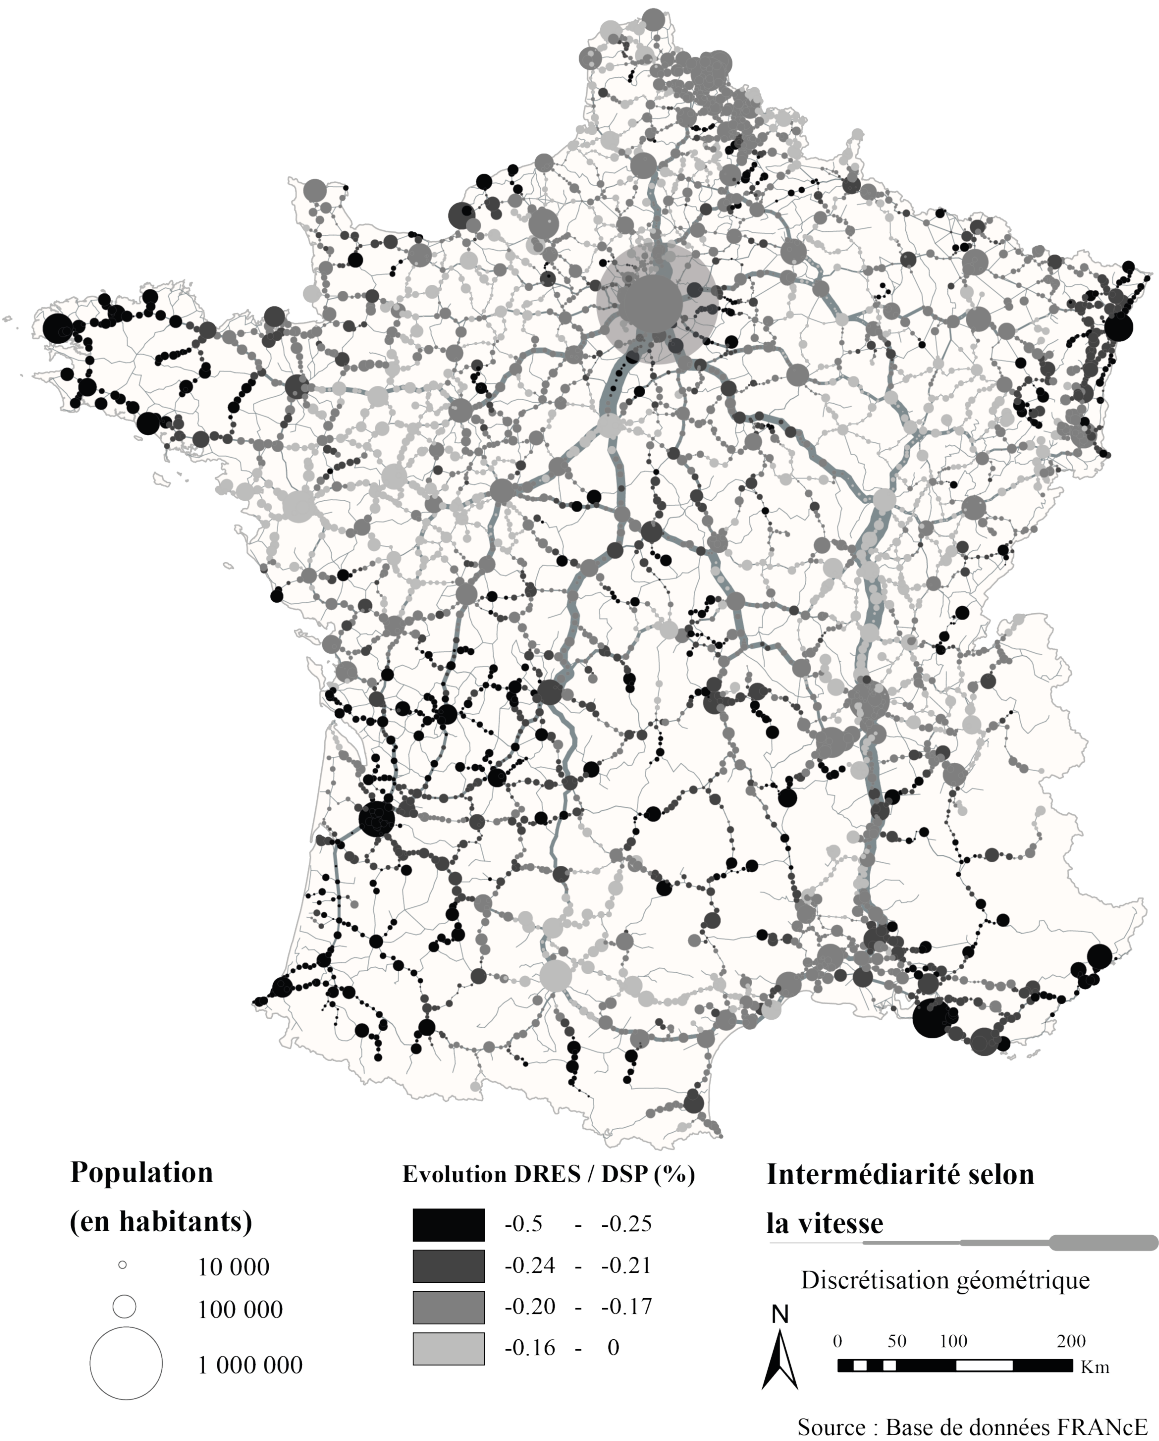 Population
(en habitants)
10 000
100 000
1 000 000
Evolution DRES / DSP (%)
-0.5 - -0.25
-0.24 - -0.21
-0.20 - -0.17
-0.16 - 0
Intermédiarité selon
la vitesse
Discrétisation géométrique
N
0 50 100 200
Km
Source : Base de données FRANcE